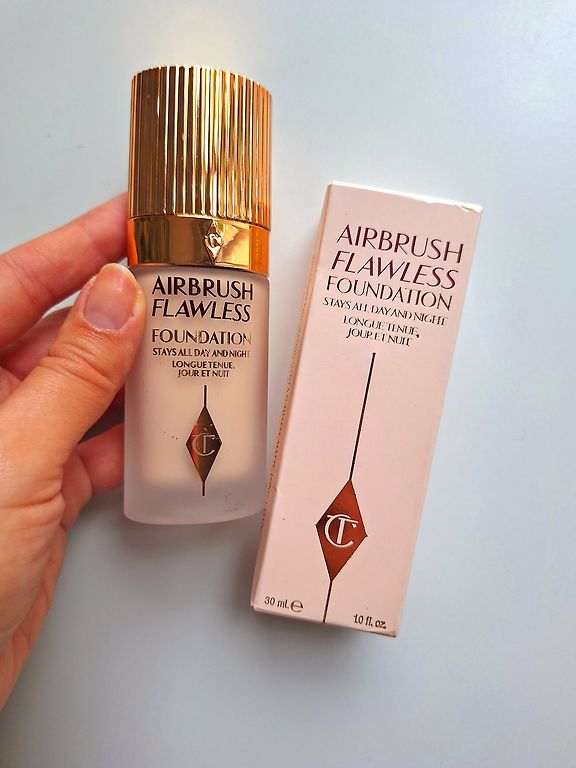 AIRBRUSH
FLAWLESS
FOUNDATION
STAYS ALL DAY AND NIGHT
LONGUE TENUE,
JOUR ET NUIT
CT
AIRBRUSH
FLAWLESS
FOUNDATION
STAYS ALL DAY AND NIGHT
LONGUE TENUE,
JOUR ET NUIT
CT
30 mL ℮
1.0 fl. oz.